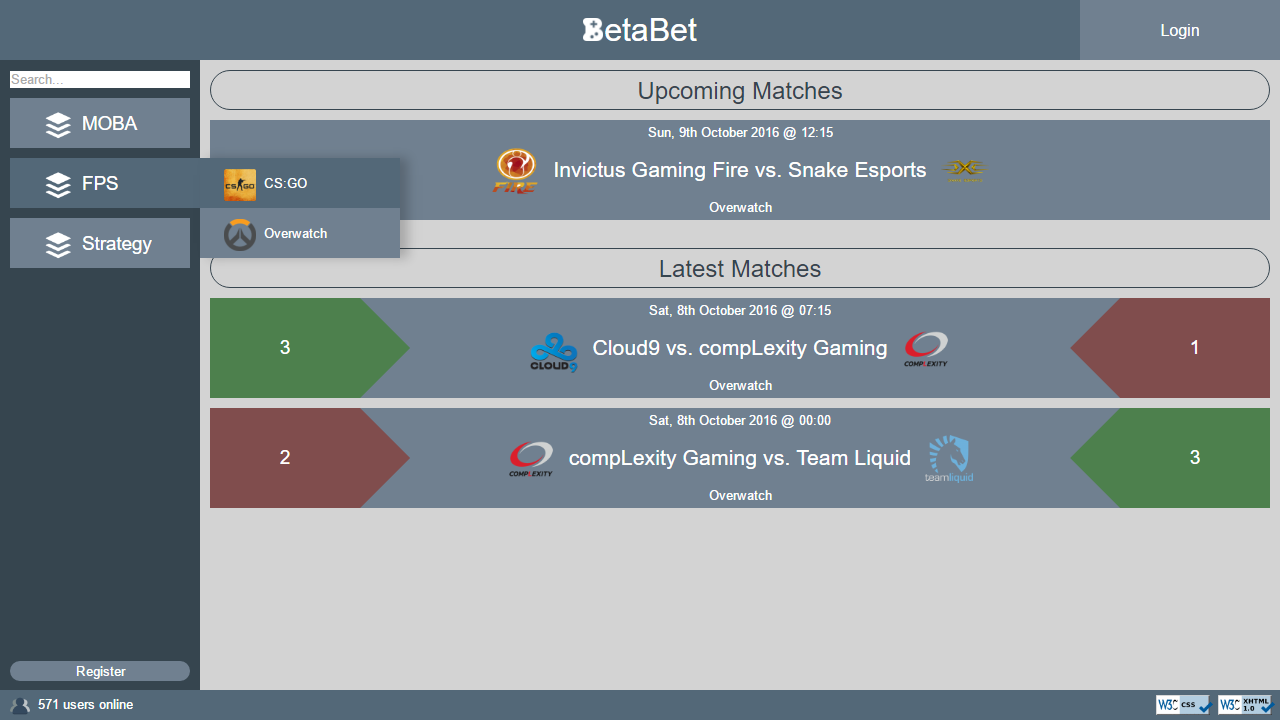 BetaBet
Login
Search...
MOBA
FPS
Strategy
CS:GO
Overwatch
Upcoming Matches
Sun, 9th October 2016 @ 12:15
FIRE
Invictus Gaming Fire vs. Snake Esports
Overwatch
Latest Matches
Sat, 8th October 2016 @ 07:15
3
CLOUD9
Cloud9 vs. compLexity Gaming
COMPLEXITY
1
Overwatch
Sat, 8th October 2016 @ 00:00
2
COMPLEXITY
compLexity Gaming vs. Team Liquid
teamliquid
3
Overwatch
Register
571 users online
W3C CSS
W3C XHTML 1.0